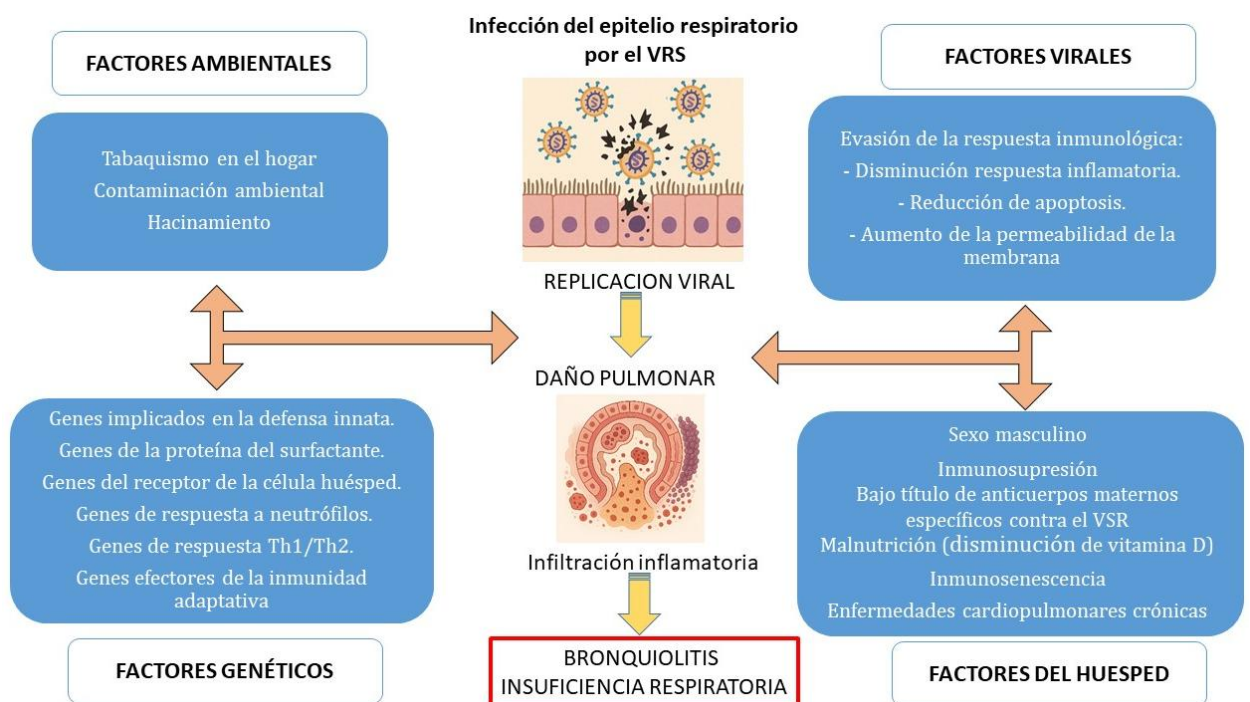 Infección del epitelio respiratorio
por el VRS
FACTORES AMBIENTALES
Tabaquismo en el hogar
Contaminación ambiental
Hacinamiento
FACTORES VIRALES
Evasión de la respuesta inmunológica:
- Disminución respuesta inflamatoria.
- Reducción de apoptosis.
- Aumento de la permeabilidad de la
membrana
REPLICACION VIRAL
DAÑO PULMONAR
Infiltración inflamatoria
BRONQUIOLITIS
INSUFICIENCIA RESPIRATORIA
Genes implicados en la defensa innata.
Genes de la proteína del surfactante.
Genes del receptor de la célula huésped.
Genes de respuesta a neutrófilos.
Genes de respuesta Th1/Th2.
Genes efectores de la inmunidad
adaptativa
FACTORES GENÉTICOS
Sexo masculino
Inmunosupresión
Bajo título de anticuerpos maternos
específicos contra el VSR
Malnutrición (disminución de vitamina D)
Inmunosenescencia
Enfermedades cardiopulmonares crónicas
FACTORES DEL HUESPED